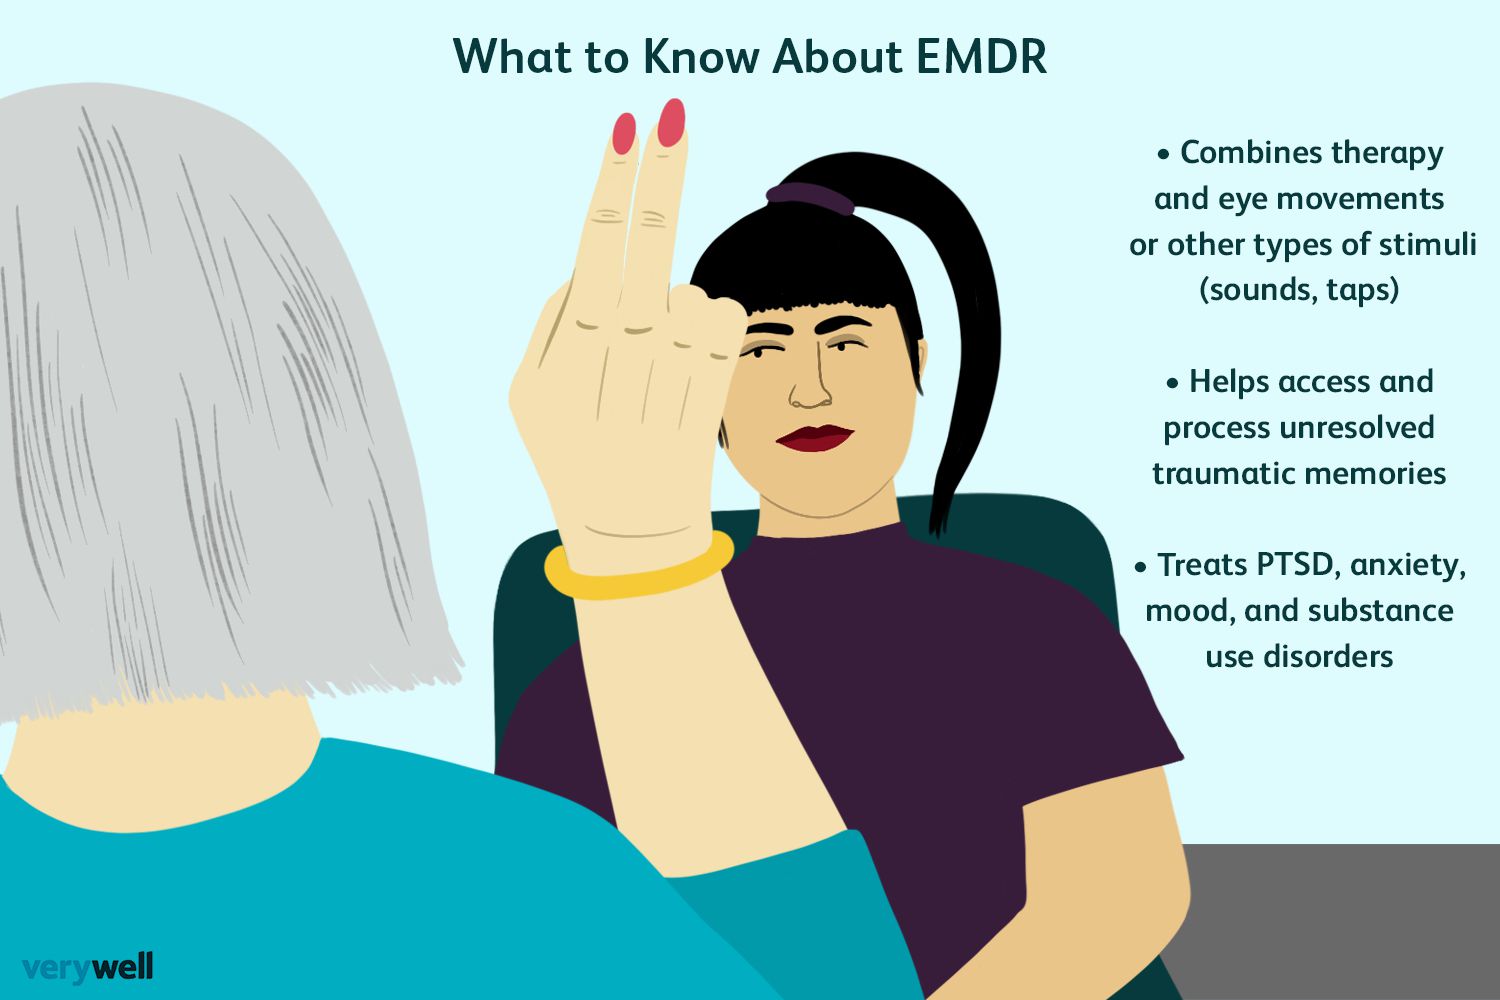 What to Know About EMDR
• Combines therapy
and eye movements
or other types of stimuli
(sounds, taps)
• Helps access and
process unresolved
traumatic memories
• Treats PTSD, anxiety,
mood, and substance
use disorders
verywell